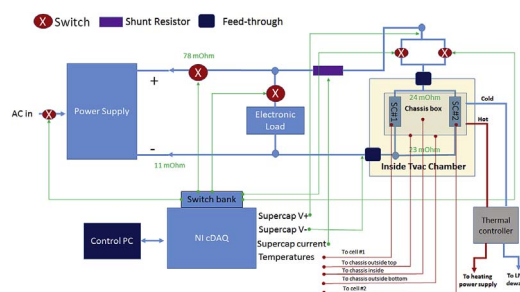 X Switch
Shunt Resistor
Feed-through
78 mOhm
X
X
X
+
Power Supply
AC in
X
X
Electronic
Load
24 mOhm
Chassis box
SC#1
SC#2
Cold
Hot
-
11 mOhm
23 mOhm
Inside Tvac Chamber
Switch bank
Control PC
NI cDAQ
Supercap V+
Supercap V-
Supercap current
Temperatures
To cell #1
To chassis outside top
To chassis inside
To chassis outside bottom
To cell #2
Thermal
controller
To heating
power supply